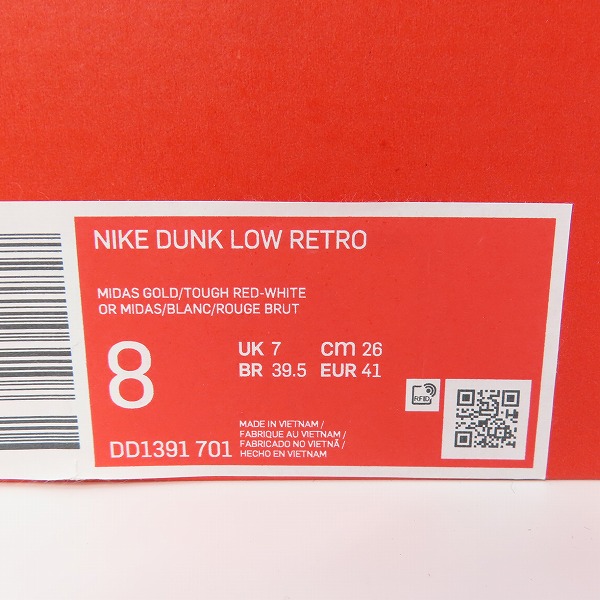 NIKE DUNK LOW RETRO
MIDAS GOLD/TOUGH RED-WHITE
OR MIDAS/BLANC/ROUGE BRUT
8
UK 7 cm 26
BR 39.5 EUR 41
RFID
DD1391 701
MADE IN VIETNAM /
FABRIQUE AU VIETNAM /
FABRICADO NO VIETNÃ /
HECHO EN VIETNAM